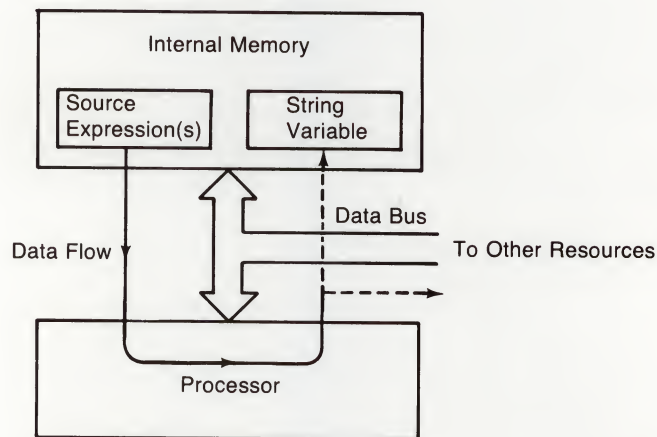 Internal Memory
Source
Expression(s)
String
Variable
Data Bus
Data Flow
To Other Resources
Processor